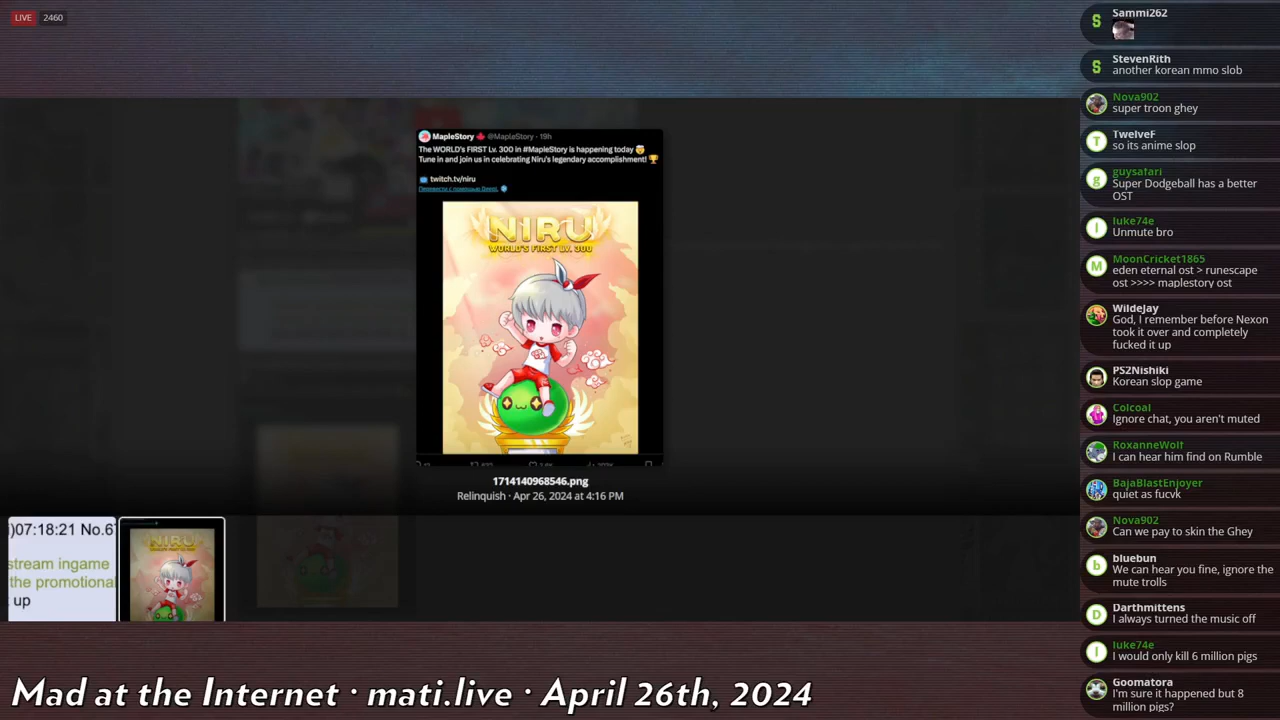 LIVE 2460
MapleStory @MapleStory · 19h
The WORLD's FIRST Lv. 300 in #MapleStory is happening today
Tune in and join us in celebrating Niru's legendary accomplishment!
twitch.tv/niru
Перевести с помощью DeepL
NIRU
WORLD'S FIRST LV. 300
1714140968546.png
Relinquish · Apr 26, 2024 at 4:16 PM
)07:18:21 No.6
stream ingame
the promotional
up
Mad at the Internet · mati.live · April 26th, 2024
Sammi262
StevenRith
another korean mmo slob
Nova902
super troon ghey
TwelveF
so its anime slop
guysafari
Super Dodgeball has a better
OST
luke74e
Unmute bro
MoonCricket1865
eden eternal ost > runescape
ost >>>> maplestory ost
WildeJay
God, I remember before Nexon
took it over and completely
fucked it up
PS2Nishiki
Korean slop game
Colcoal
Ignore chat, you aren't muted
RoxanneWolf
I can hear him find on Rumble
BajaBlastEnjoyer
quiet as fucvk
Nova902
Can we pay to skin the Ghey
bluebun
We can hear you fine, ignore the
mute trolls
Darthmittens
I always turned the music off
luke74e
I would only kill 6 million pigs
Goomatora
I'm sure it happened but 8
million pigs?